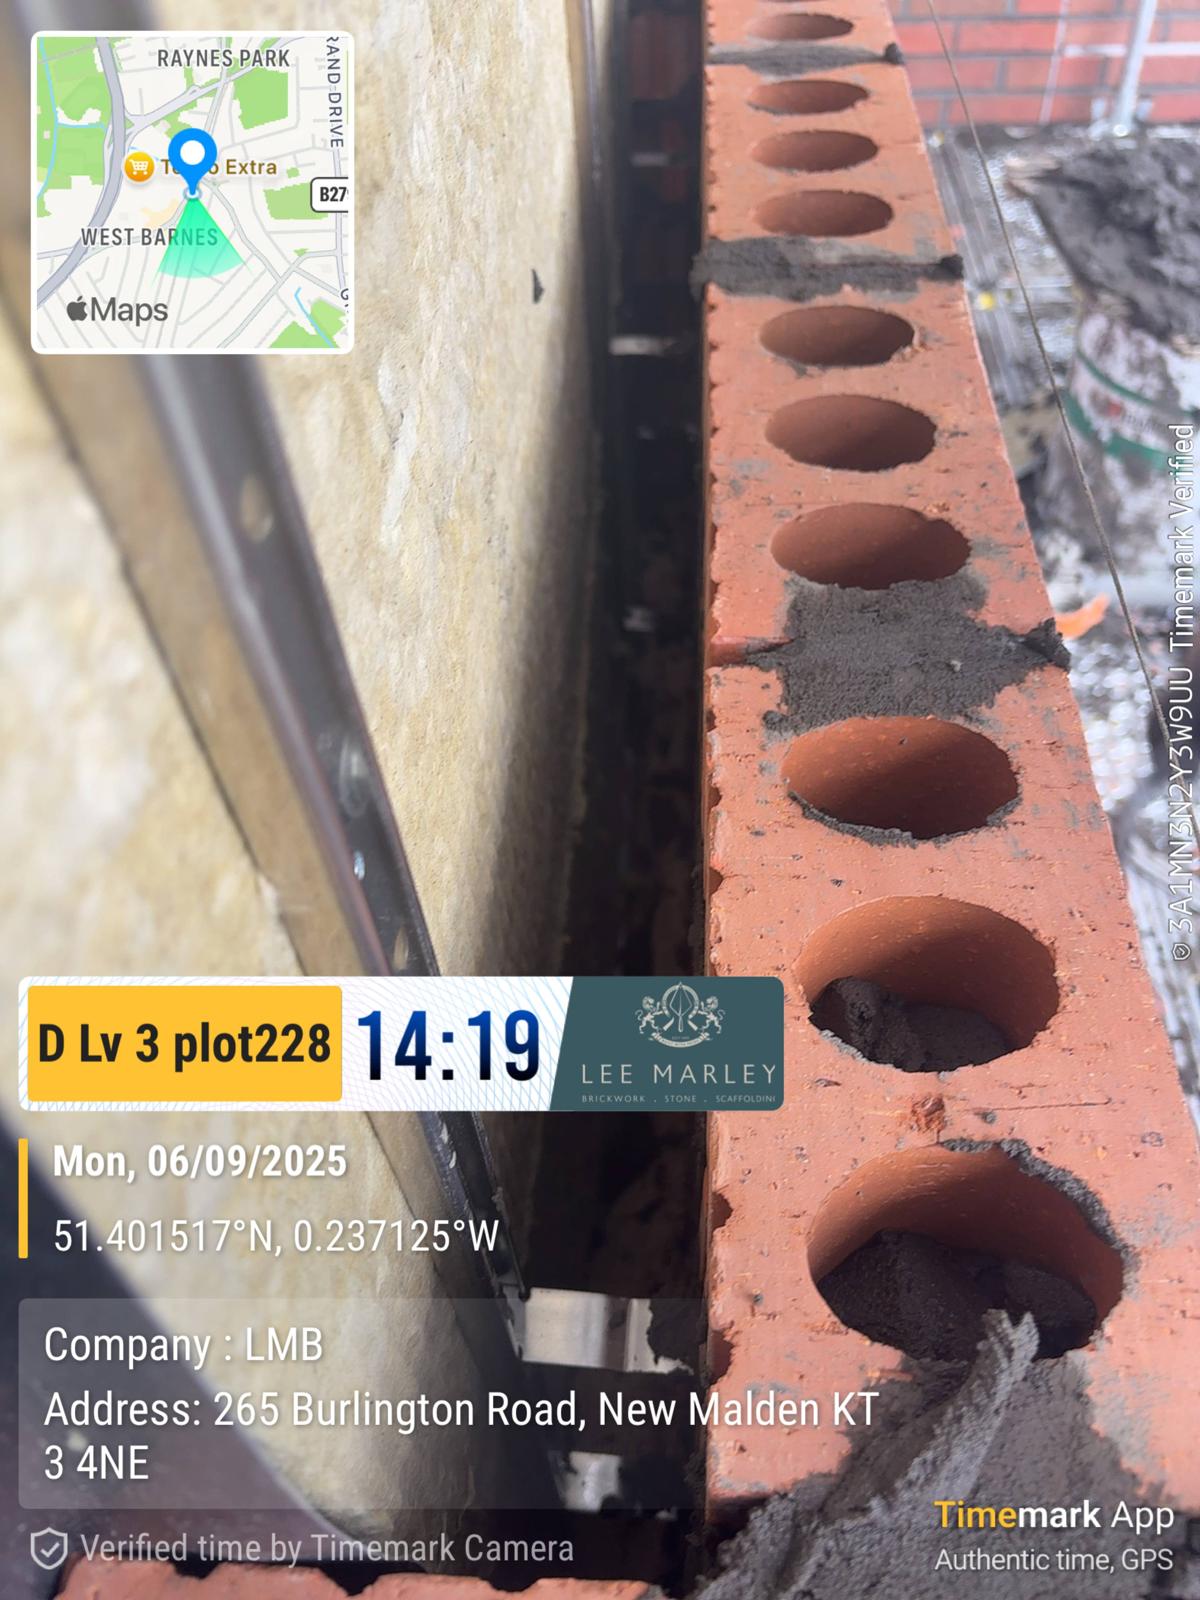 RAYNES PARK
RAND DRIVE
Extra
B27
WEST BARNES
Maps
D Lv 3 plot228
14:19
LEE MARLEY
BRICKWORK . STONE . SCAFFOLDIN
Mon, 06/09/2025
51.401517°N, 0.237125°W
Company : LMB
Address: 265 Burlington Road, New Malden KT
3 4NE
Verified time by Timemark Camera
Timemark App
Authentic time, GPS
3A1MN3N2Y3W9UU Timemark Verified